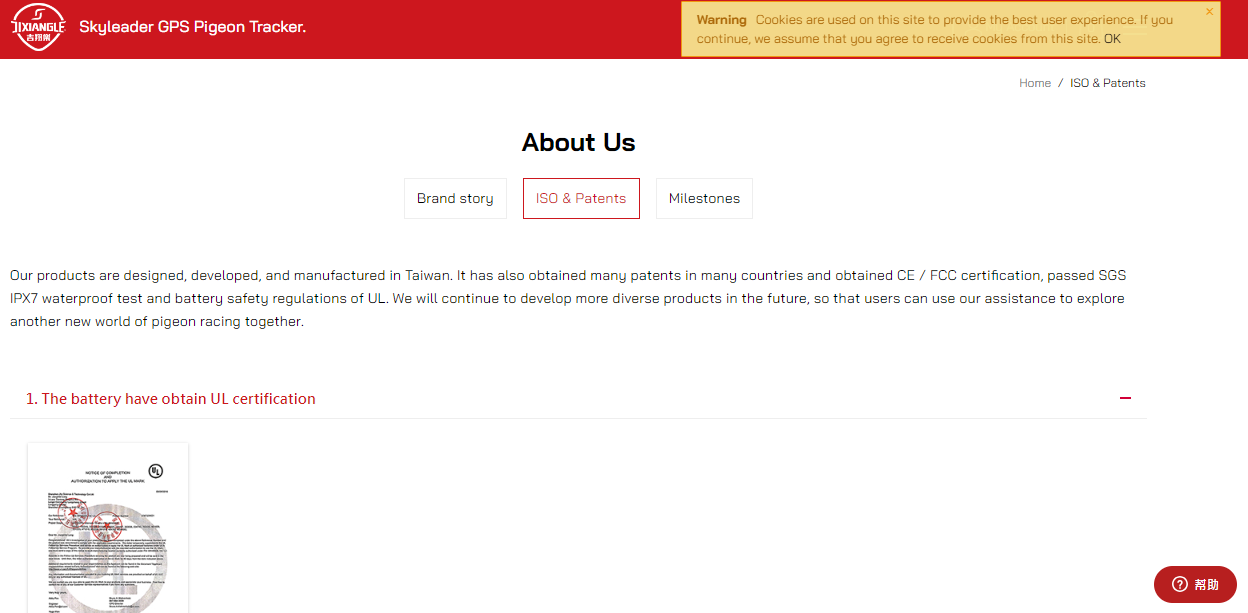 JIXIANGLE
吉翔樂
Skyleader GPS Pigeon Tracker.
Warning Cookies are used on this site to provide the best user experience. If you
continue, we assume that you agree to receive cookies from this site. OK
×
Home / ISO & Patents
About Us
Brand story
ISO & Patents
Milestones
Our products are designed, developed, and manufactured in Taiwan. It has also obtained many patents in many countries and obtained CE / FCC certification, passed SGS
IPX7 waterproof test and battery safety regulations of UL. We will continue to develop more diverse products in the future, so that users can use our assistance to explore
another new world of pigeon racing together.
1. The battery have obtain UL certification
NOTICE OF COMPLETION
AND
AUTHORIZATION TO APPLY THE UL MARK
UL
帮助